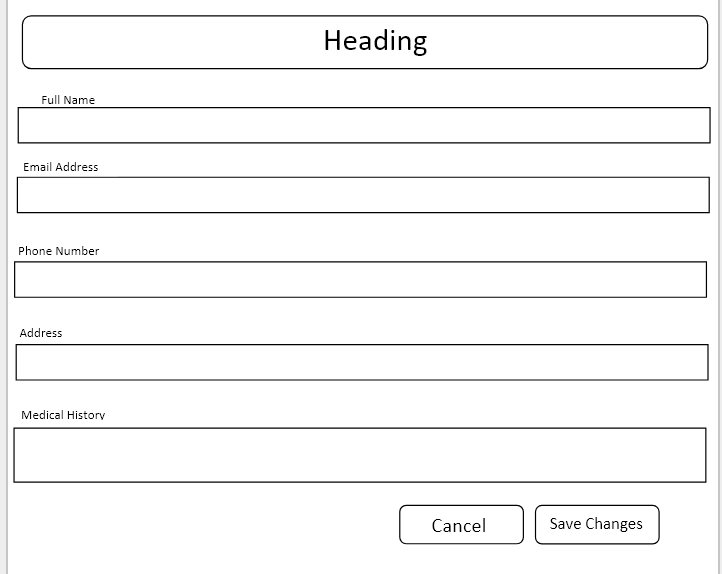 Heading
Full Name
Email Address
Phone Number
Address
Medical History
Cancel
Save Changes